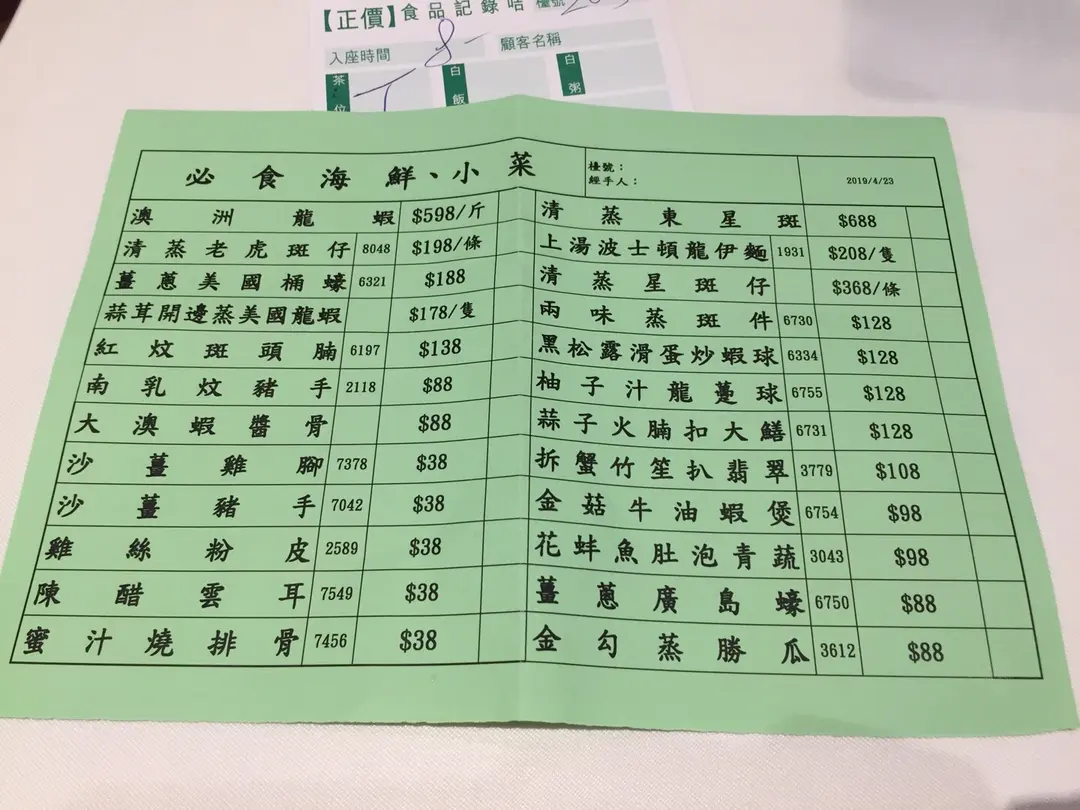 【正價】食品記錄咭 檯號
入座時間 8- 顧客名稱
茶位 白飯 白粥
必食海鮮、小菜
檯號：
經手人：
2019/4/23
澳洲龍蝦 $598/斤
清蒸老虎斑仔 8048 $198/條
薑蔥美國桶蠔 6321 $188
蒜茸開邊蒸美國龍蝦 $178/隻
紅炆斑頭腩 6197 $138
南乳炆豬手 2118 $88
大澳蝦醬骨 $88
沙薑雞腳 7378 $38
沙薑豬手 7042 $38
雞絲粉皮 2589 $38
陳醋雲耳 7549 $38
蜜汁燒排骨 7456 $38
清蒸東星斑 $688
上湯波士頓龍伊麵 1931 $208/隻
清蒸星斑仔 $368/條
兩味蒸斑件 6730 $128
黑松露滑蛋炒蝦球 6334 $128
柚子汁龍躉球 6755 $128
蒜子火腩扣大鱔 6731 $128
拆蟹竹笙扒翡翠 3779 $108
金菇牛油蝦煲 6754 $98
花蚌魚肚泡青蔬 3043 $98
薑蔥廣島蠔 6750 $88
金勾蒸勝瓜 3612 $88